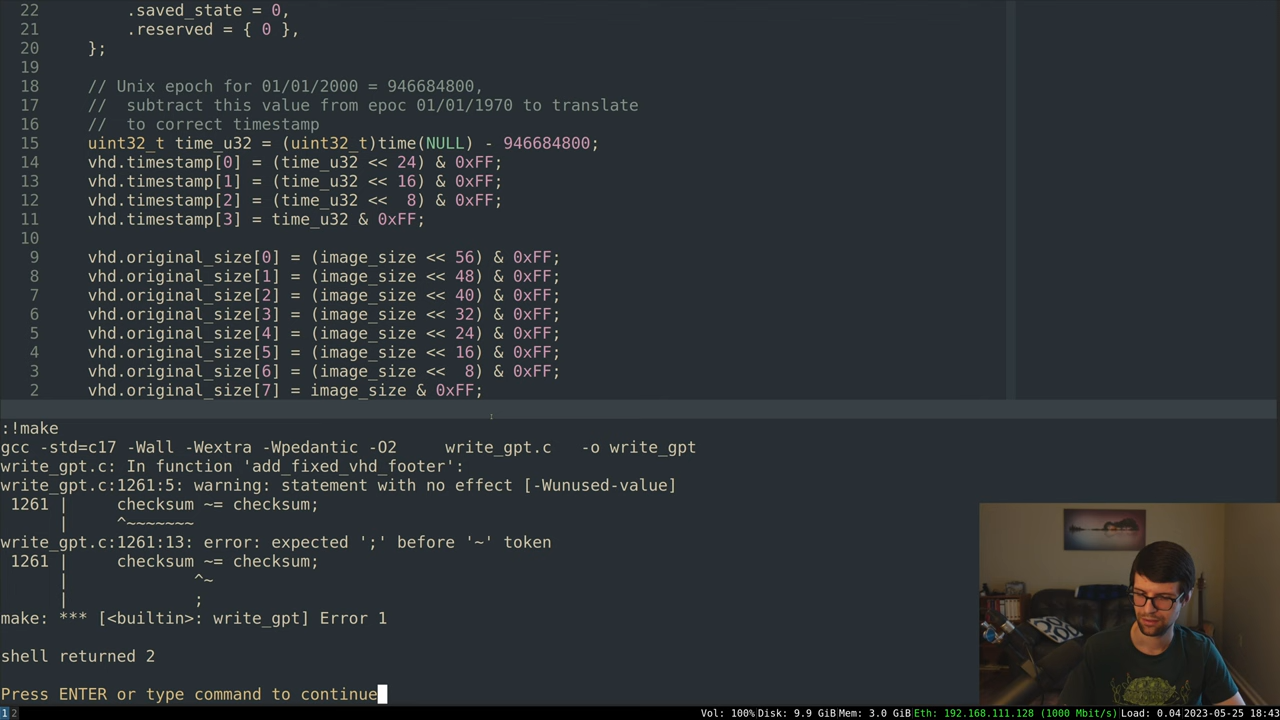 22         .saved_state = 0,
21         .reserved = { 0 },
20     };
19
18     // Unix epoch for 01/01/2000 = 946684800,
17     //  subtract this value from epoc 01/01/1970 to translate
16     //  to correct timestamp
15     uint32_t time_u32 = (uint32_t)time(NULL) - 946684800;
14     vhd.timestamp[0] = (time_u32 << 24) & 0xFF;
13     vhd.timestamp[1] = (time_u32 << 16) & 0xFF;
12     vhd.timestamp[2] = (time_u32 <<  8) & 0xFF;
11     vhd.timestamp[3] = time_u32 & 0xFF;
10
9     vhd.original_size[0] = (image_size << 56) & 0xFF;
8     vhd.original_size[1] = (image_size << 48) & 0xFF;
7     vhd.original_size[2] = (image_size << 40) & 0xFF;
6     vhd.original_size[3] = (image_size << 32) & 0xFF;
5     vhd.original_size[4] = (image_size << 24) & 0xFF;
4     vhd.original_size[5] = (image_size << 16) & 0xFF;
3     vhd.original_size[6] = (image_size <<  8) & 0xFF;
2     vhd.original_size[7] = image_size & 0xFF;
:!make
gcc -std=c17 -Wall -Wextra -Wpedantic -O2     write_gpt.c   -o write_gpt
write_gpt.c: In function 'add_fixed_vhd_footer':
write_gpt.c:1261:5: warning: statement with no effect [-Wunused-value]
 1261 |     checksum ~= checksum;
      |     ^~~~~~~~
write_gpt.c:1261:13: error: expected ';' before '~' token
 1261 |     checksum ~= checksum;
      |             ^~
      |             ;
make: *** [<builtin>: write_gpt] Error 1
shell returned 2
Press ENTER or type command to continue
1 2 Vol: 100% Disk: 9.9 GiB Mem: 3.0 GiB Eth: 192.168.111.128 (1000 Mbit/s) Load: 0.04 2023-05-25 18:43